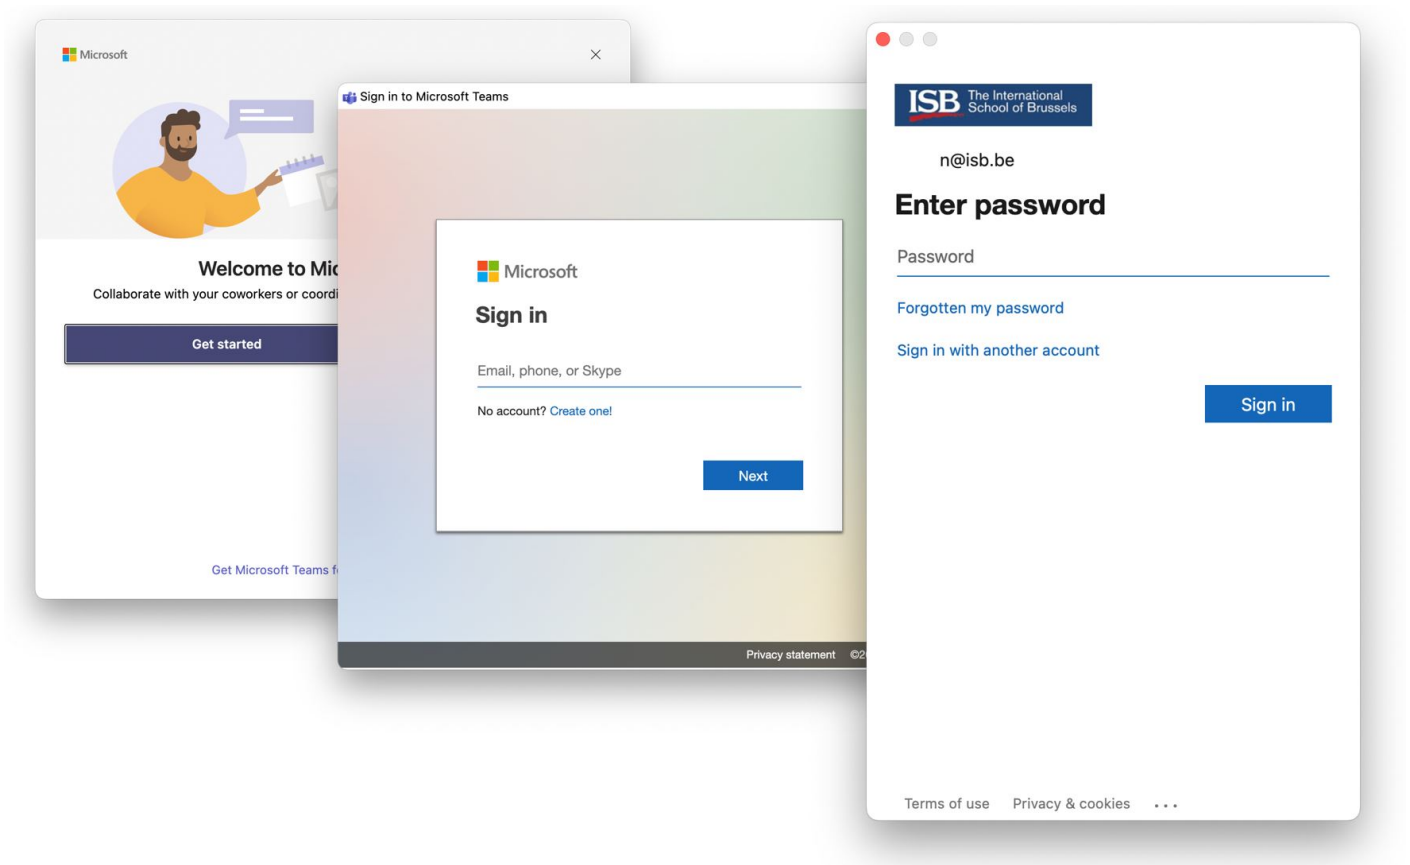 Microsoft
Welcome to Mic
Collaborate with your coworkers or coordi
Get started
Get Microsoft Teams f
Sign in to Microsoft Teams
Microsoft
Sign in
Email, phone, or Skype
No account? Create one!
Next
Privacy statement ©2
ISB The International
School of Brussels
n@isb.be
Enter password
Password
Forgotten my password
Sign in with another account
Sign in
Terms of use Privacy & cookies ...